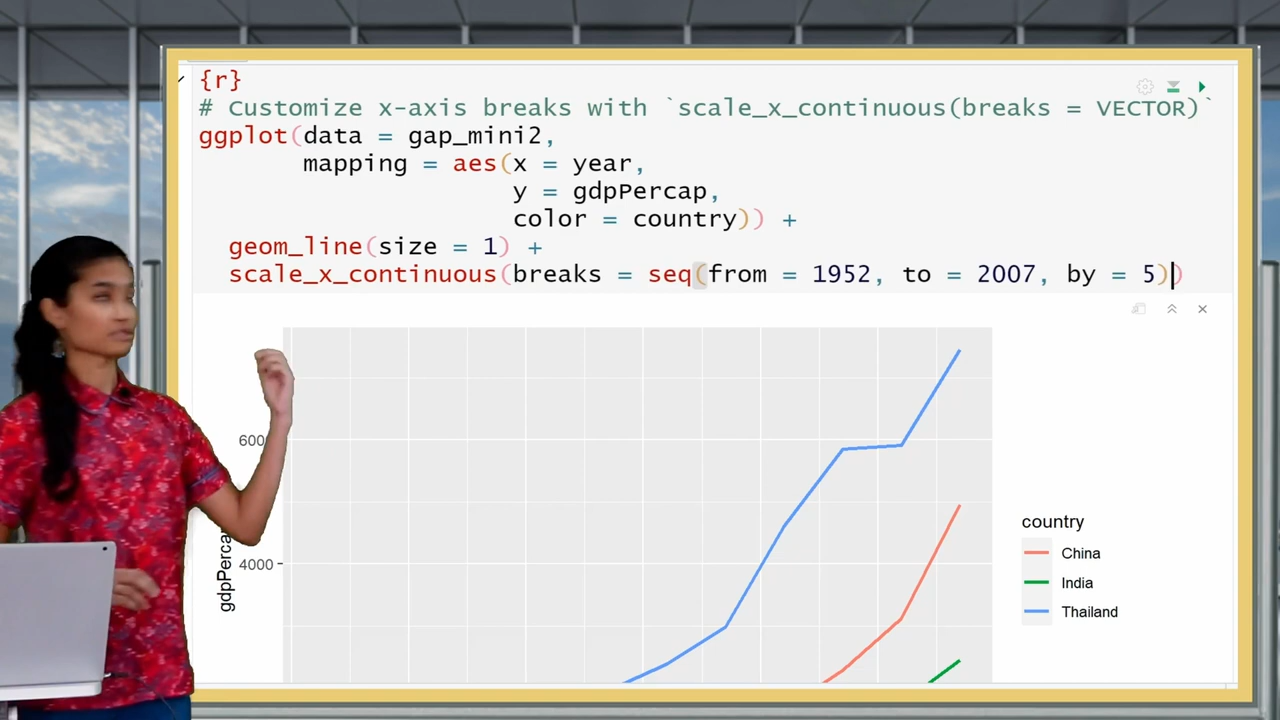 {r}
# Customize x-axis breaks with `scale_x_continuous(breaks = VECTOR)`
ggplot(data = gap_mini2,
mapping = aes(x = year,
y = gdpPercap,
color = country)) +
geom_line(size = 1) +
scale_x_continuous(breaks = seq(from = 1952, to = 2007, by = 5))
4000
country
China
India
Thailand